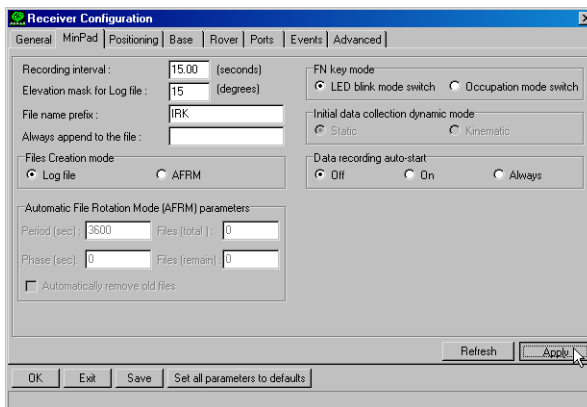 Receiver Configuration
General MinPad Positioning Base Rover Ports Events Advanced
Recording interval : 15.00 (seconds)
Elevation mask for Log file : 15 (degrees)
File name prefix : IRK
Always append to the file :
Files Creation mode
Log file AFRM
Automatic File Rotation Mode (AFRM) parameters
Period (sec) : 3600 Files (total ) : 0
Phase (sec): 0 Files (remain) : 0
Automatically remove old files
FN key mode
LED blink mode switch Occupation mode switch
Initial data collection dynamic mode
Static Kinematic
Data recording auto-start
Off On Always
Refresh Apply
OK Exit Save Set all parameters to defaults